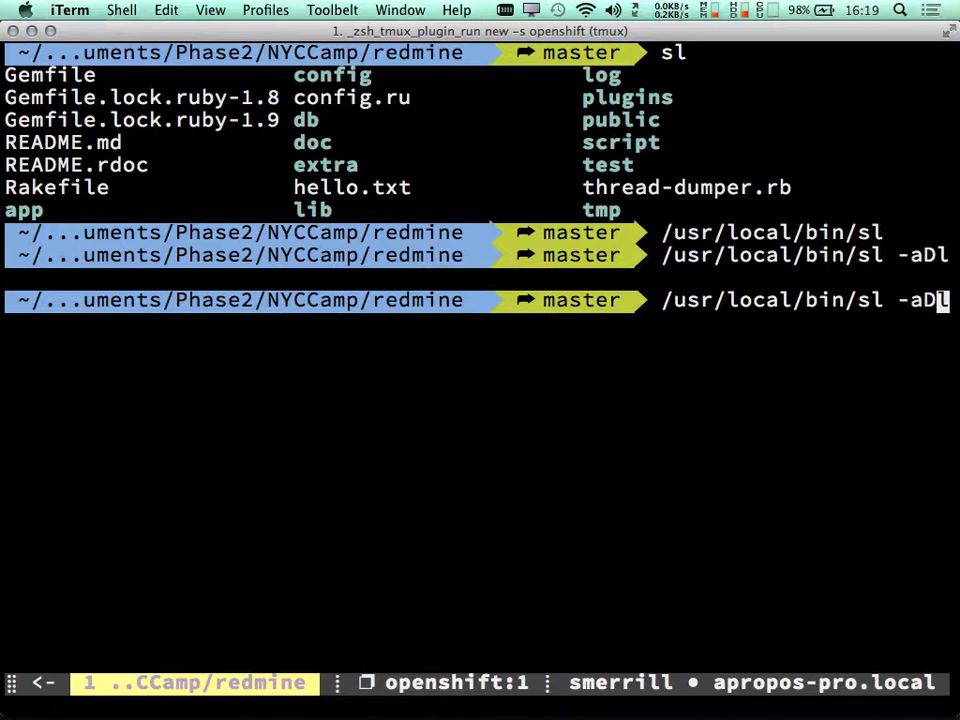 iTerm Shell Edit View Profiles Toolbelt Window Help 0.0KB/s 0.2KB/s 98% 16:19
1. _zsh_tmux_plugin_run new -s openshift (tmux)
~/...uments/Phase2/NYCCamp/redmine ➦ master sl
Gemfile config log
Gemfile.lock.ruby-1.8 config.ru plugins
Gemfile.lock.ruby-1.9 db public
README.md doc script
README.rdoc extra test
Rakefile hello.txt thread-dumper.rb
app lib tmp
~/...uments/Phase2/NYCCamp/redmine ➦ master /usr/local/bin/sl
~/...uments/Phase2/NYCCamp/redmine ➦ master /usr/local/bin/sl -aDl
~/...uments/Phase2/NYCCamp/redmine ➦ master /usr/local/bin/sl -aDl
<- 1 ..CCamp/redmine ❐ openshift:1 smerrill • apropos-pro.local